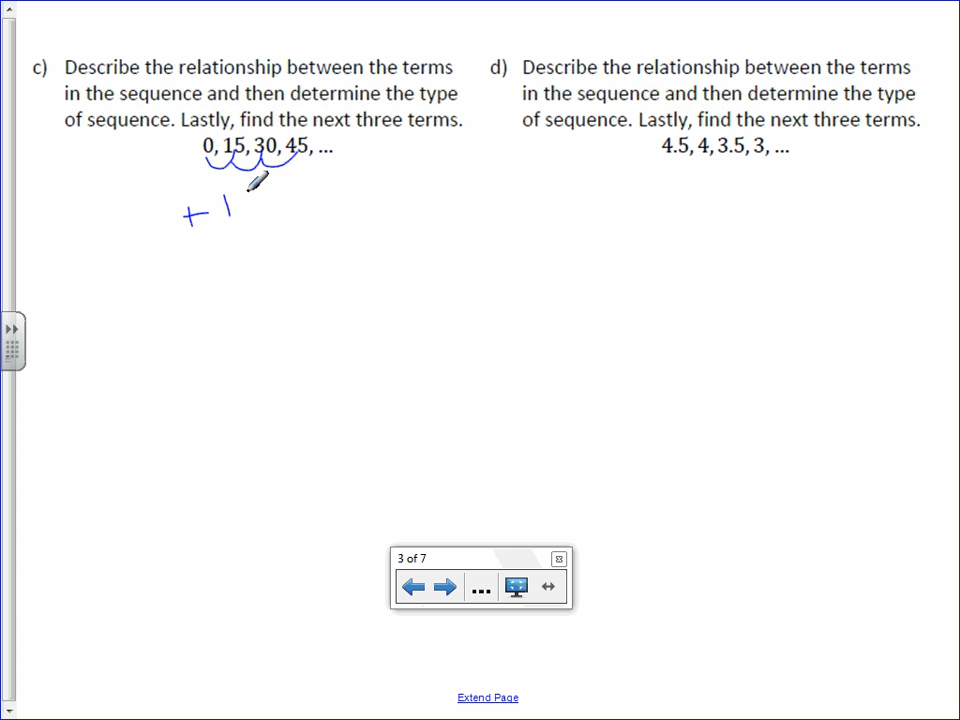 c) Describe the relationship between the terms
in the sequence and then determine the type
of sequence. Lastly, find the next three terms.
0, 15, 30, 45, ...
+ 1
d) Describe the relationship between the terms
in the sequence and then determine the type
of sequence. Lastly, find the next three terms.
4.5, 4, 3.5, 3, ...
3 of 7
...
Extend Page